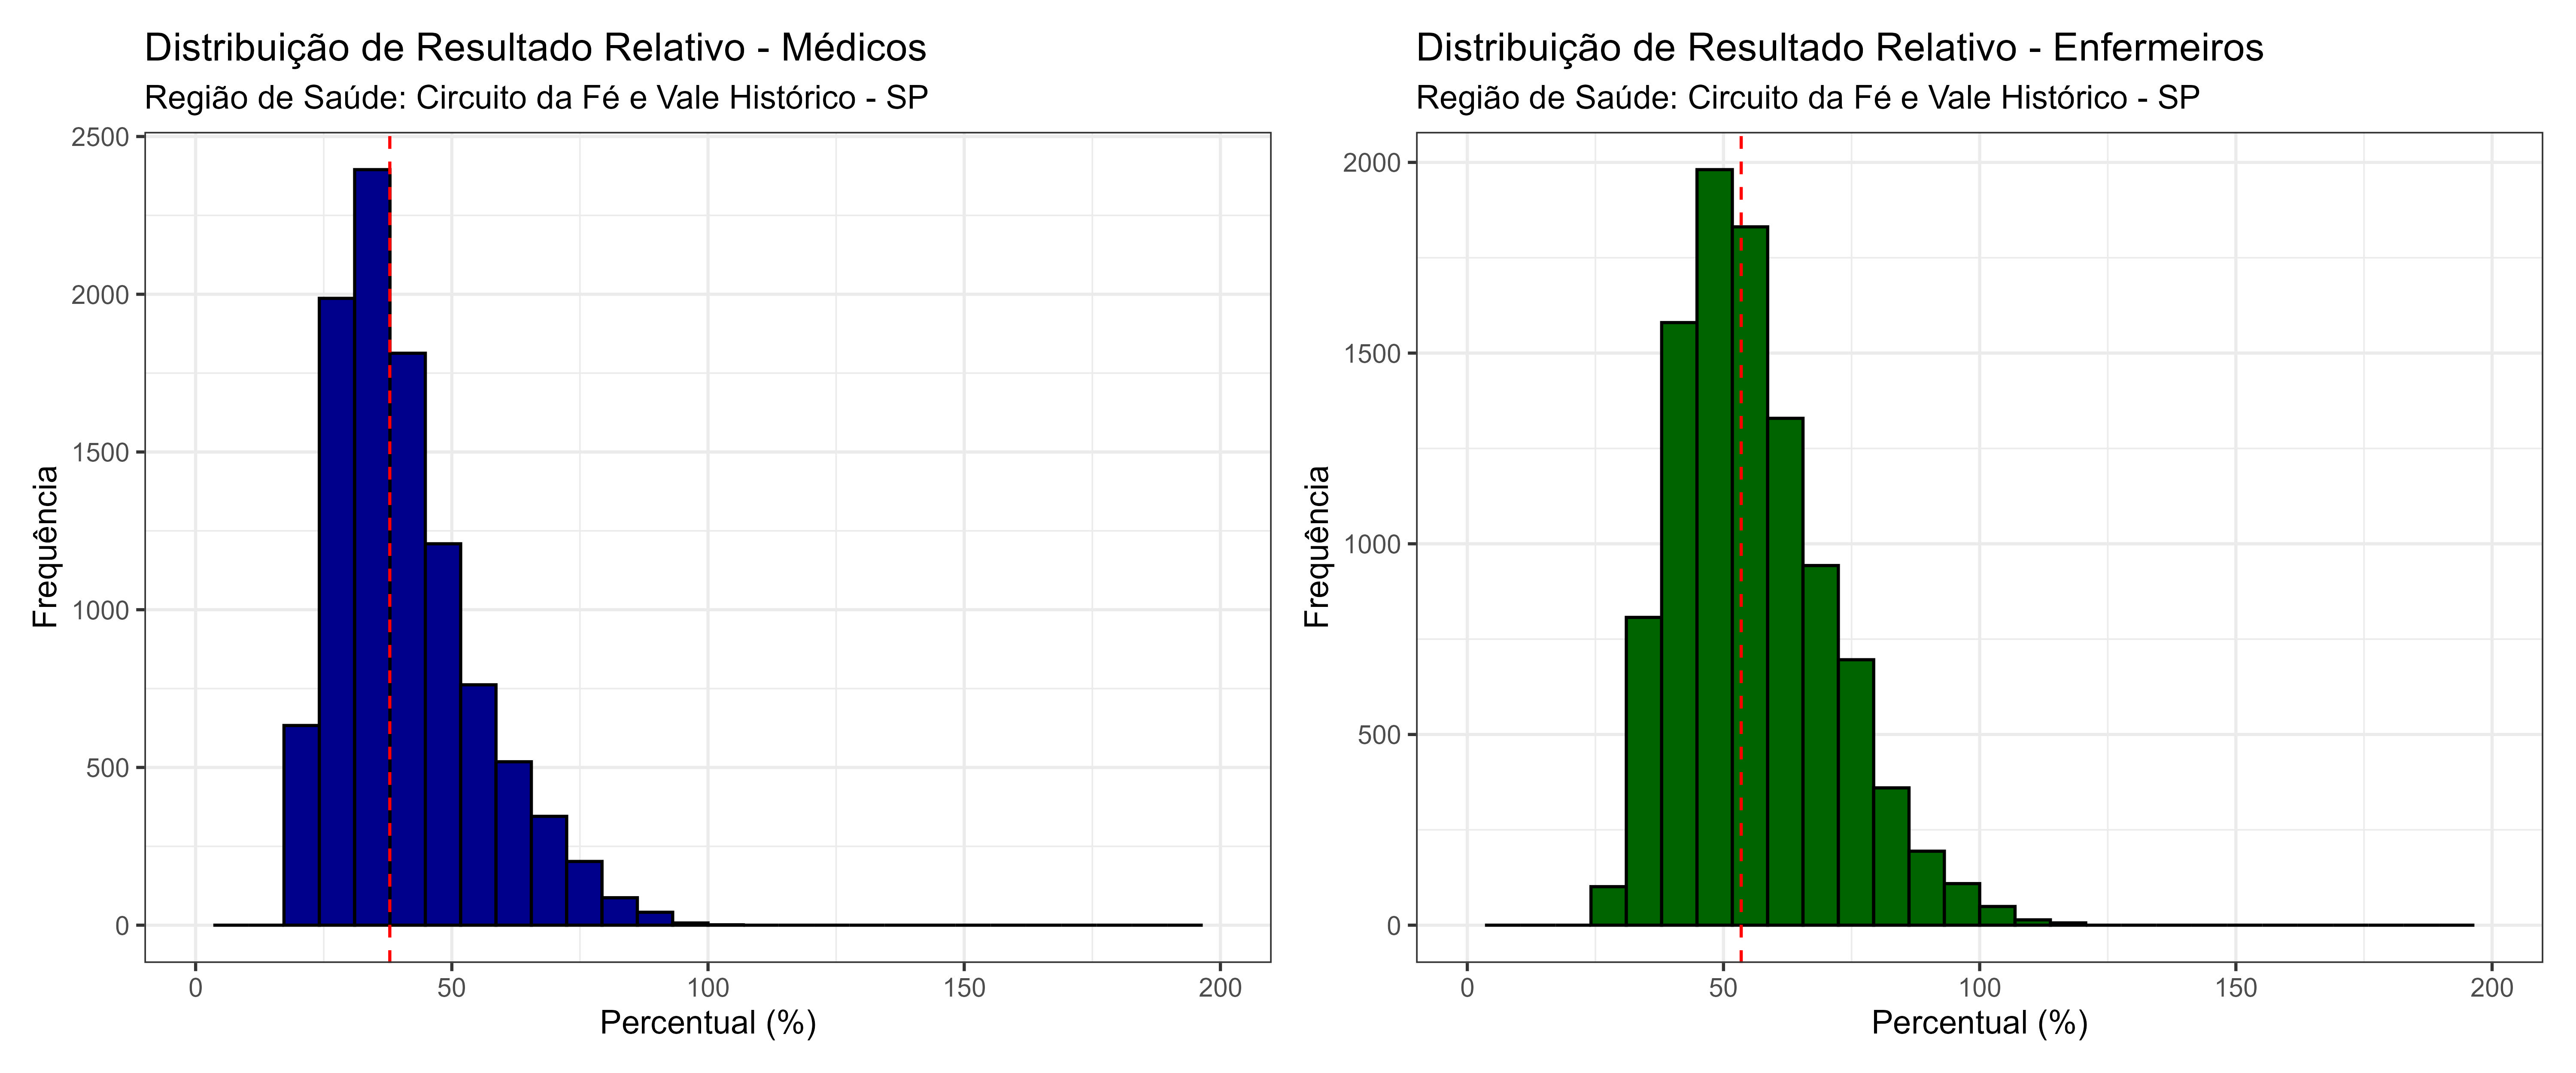 Distribuição de Resultado Relativo - Médicos
Região de Saúde: Circuito da Fé e Vale Histórico - SP
2500
2000
1500
1000
500
0
Frequência
0 50 100 150 200
Percentual (%)
Distribuição de Resultado Relativo - Enfermeiros
Região de Saúde: Circuito da Fé e Vale Histórico - SP
2000
1500
1000
500
0
Frequência
0 50 100 150 200
Percentual (%)